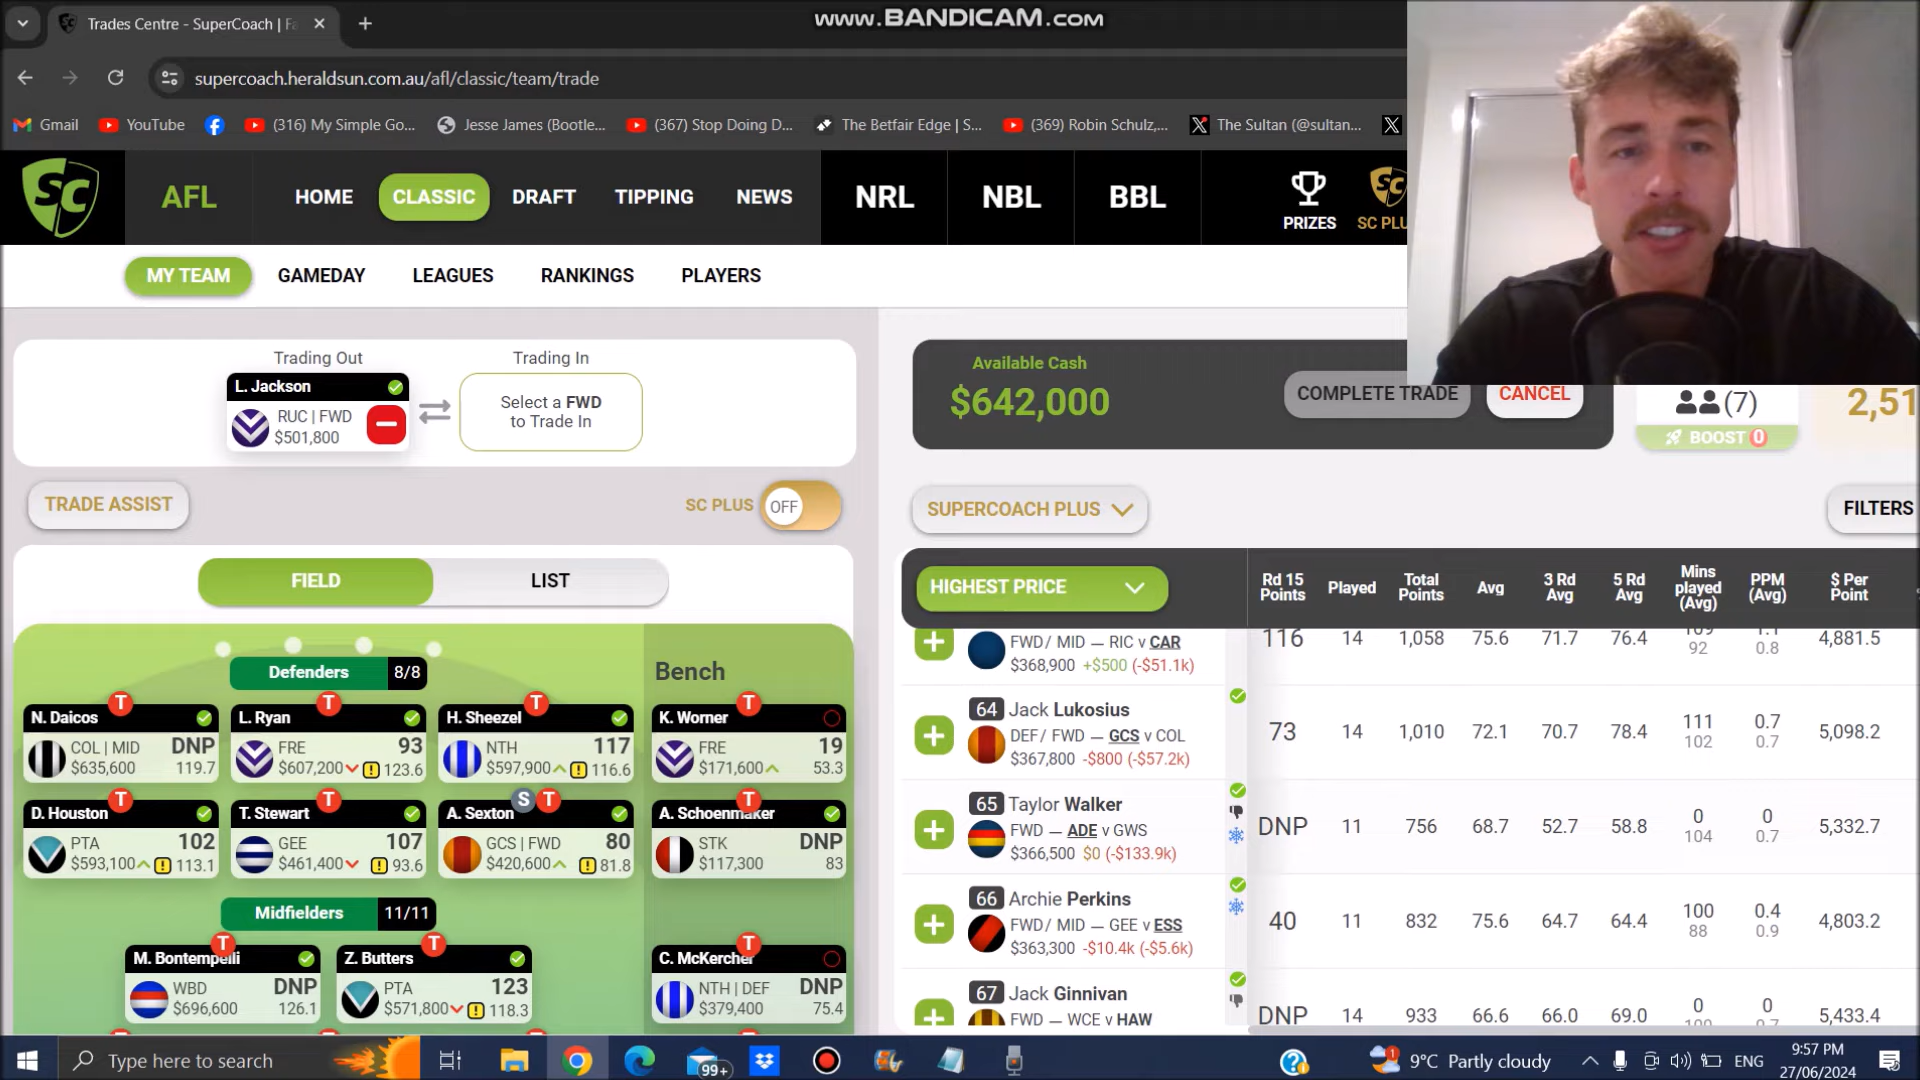 Trades Centre - SuperCoach | Fa
www.BANDICAM.com
supercoach.heraldsun.com.au/afl/classic/team/trade
Gmail YouTube (316) My Simple Go... Jesse James (Bootle... (367) Stop Doing D... The Betfair Edge | S... (369) Robin Schulz,... The Sultan (@sultan...
SC AFL HOME CLASSIC DRAFT TIPPING NEWS NRL NBL BBL PRIZES SC PLU
MY TEAM GAMEDAY LEAGUES RANKINGS PLAYERS
Trading Out Trading In
L. Jackson
RUC | FWD
$501,800
Select a FWD
to Trade In
Available Cash
$642,000
COMPLETE TRADE CANCEL
(7)
BOOST 0
2,51
TRADE ASSIST SC PLUS OFF
SUPERCOACH PLUS FILTERS
FIELD LIST
HIGHEST PRICE
Rd 15 Points Played Total Points Avg 3 Rd Avg 5 Rd Avg Mins played (Avg) PPM (Avg) $ Per Point
Defenders 8/8 Bench
N. Daicos T
COL | MID DNP
$635,600 119.7
L. Ryan T
FRE 93
$607,200 123.6
H. Sheezel T
NTH 117
$597,900 116.6
K. Worner T
FRE 19
$171,600 53.3
D. Houston T
PTA 102
$593,100 113.1
T. Stewart T
GEE 107
$461,400 93.6
A. Sexton S T
GCS | FWD 80
$420,600 81.8
A. Schoenmaker T
STK DNP
$117,300 83
Midfielders 11/11
M. Bontempelli T
WBD DNP
$696,600 126.1
Z. Butters T
PTA 123
$571,800 118.3
C. McKercher T
NTH | DEF DNP
$379,400 75.4
FWD/ MID — RIC v CAR
$368,900 +$500 (-$51.1k)
116 14 1,058 75.6 71.7 76.4 92 0.8 4,881.5
64 Jack Lukosius
DEF/ FWD — GCS v COL
$367,800 -$800 (-$57.2k)
73 14 1,010 72.1 70.7 78.4 111 102 0.7 0.7 5,098.2
65 Taylor Walker
FWD — ADE v GWS
$366,500 $0 (-$133.9k)
DNP 11 756 68.7 52.7 58.8 0 104 0 0.7 5,332.7
66 Archie Perkins
FWD/ MID — GEE v ESS
$363,300 -$10.4k (-$5.6k)
40 11 832 75.6 64.7 64.4 100 88 0.4 0.9 4,803.2
67 Jack Ginnivan
FWD — WCE v HAW
DNP 14 933 66.6 66.0 69.0 0 0 5,433.4
Type here to search
99+
1
9°C Partly cloudy ENG
9:57 PM
27/06/2024